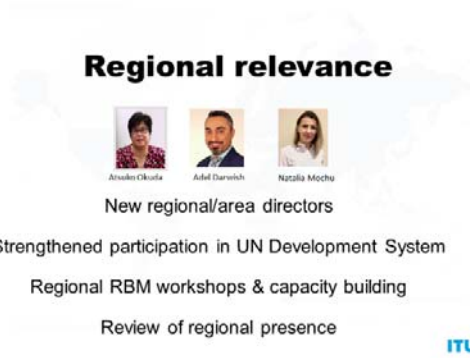 Regional relevance
Atsuko Okuda Adel Darwish Natalia Mochu
New regional/area directors
Strengthened participation in UN Development System
Regional RBM workshops & capacity building
Review of regional presence
ITU